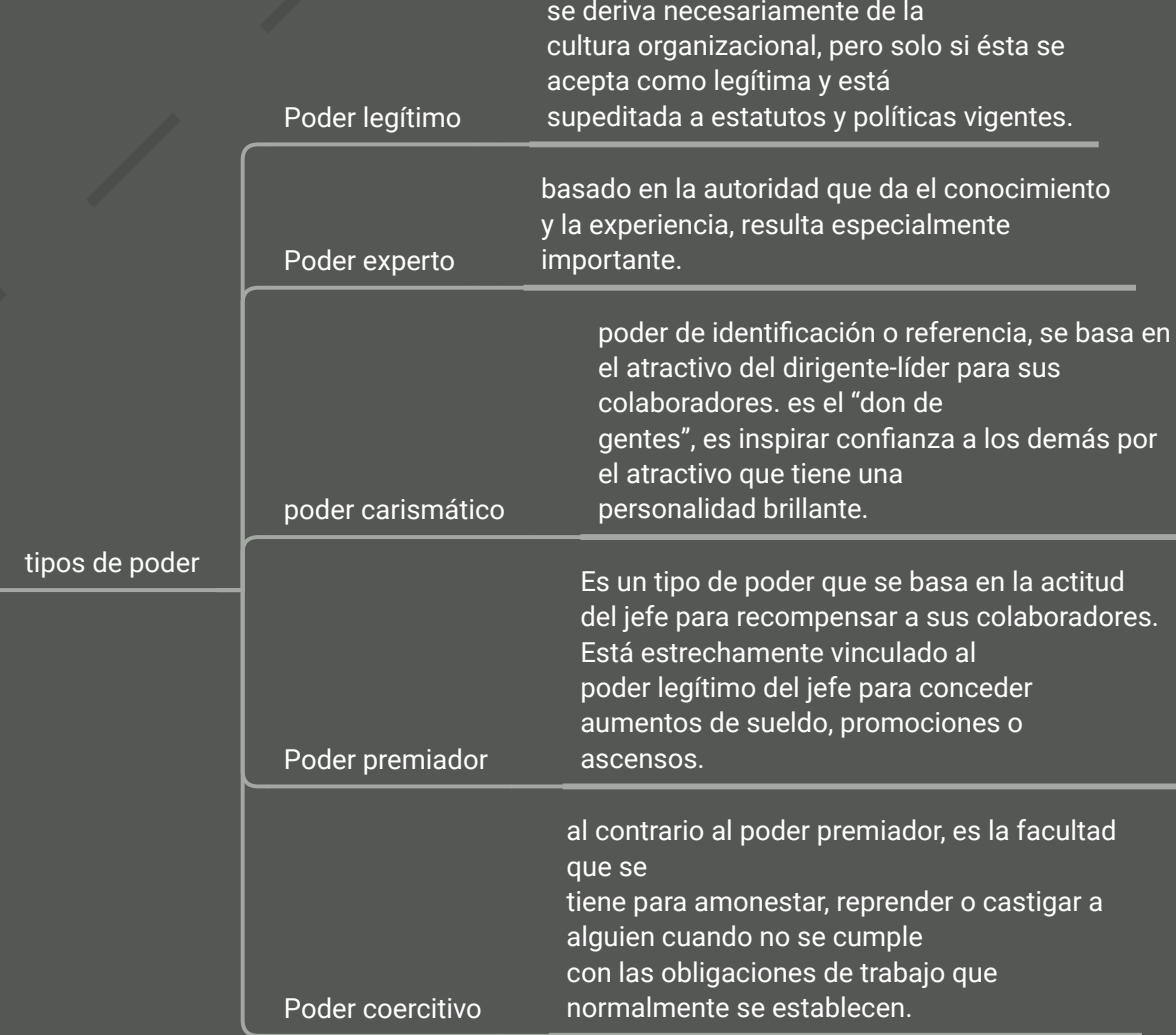 se deriva necesariamente de la
cultura organizacional, pero solo si ésta se
acepta como legítima y está
supeditada a estatutos y políticas vigentes.
Poder legítimo
basado en la autoridad que da el conocimiento
y la experiencia, resulta especialmente
importante.
Poder experto
poder de identificación o referencia, se basa en
el atractivo del dirigente-líder para sus
colaboradores. es el “don de
gentes”, es inspirar confianza a los demás por
el atractivo que tiene una
personalidad brillante.
poder carismático
tipos de poder
Es un tipo de poder que se basa en la actitud
del jefe para recompensar a sus colaboradores.
Está estrechamente vinculado al
poder legítimo del jefe para conceder
aumentos de sueldo, promociones o
ascensos.
Poder premiador
al contrario al poder premiador, es la facultad
que se
tiene para amonestar, reprender o castigar a
alguien cuando no se cumple
con las obligaciones de trabajo que
normalmente se establecen.
Poder coercitivo